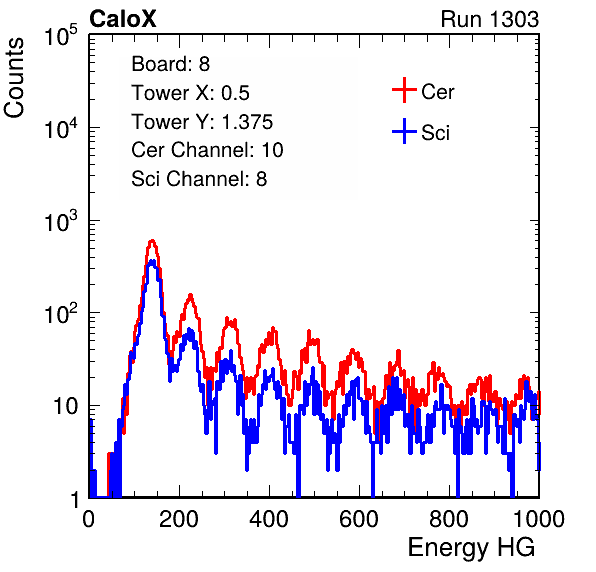 CaloX Run 1303
Counts
10^5
10^4
10^3
10^2
10
1
Board: 8
Tower X: 0.5
Tower Y: 1.375
Cer Channel: 10
Sci Channel: 8
Cer
Sci
0 200 400 600 800 1000
Energy HG